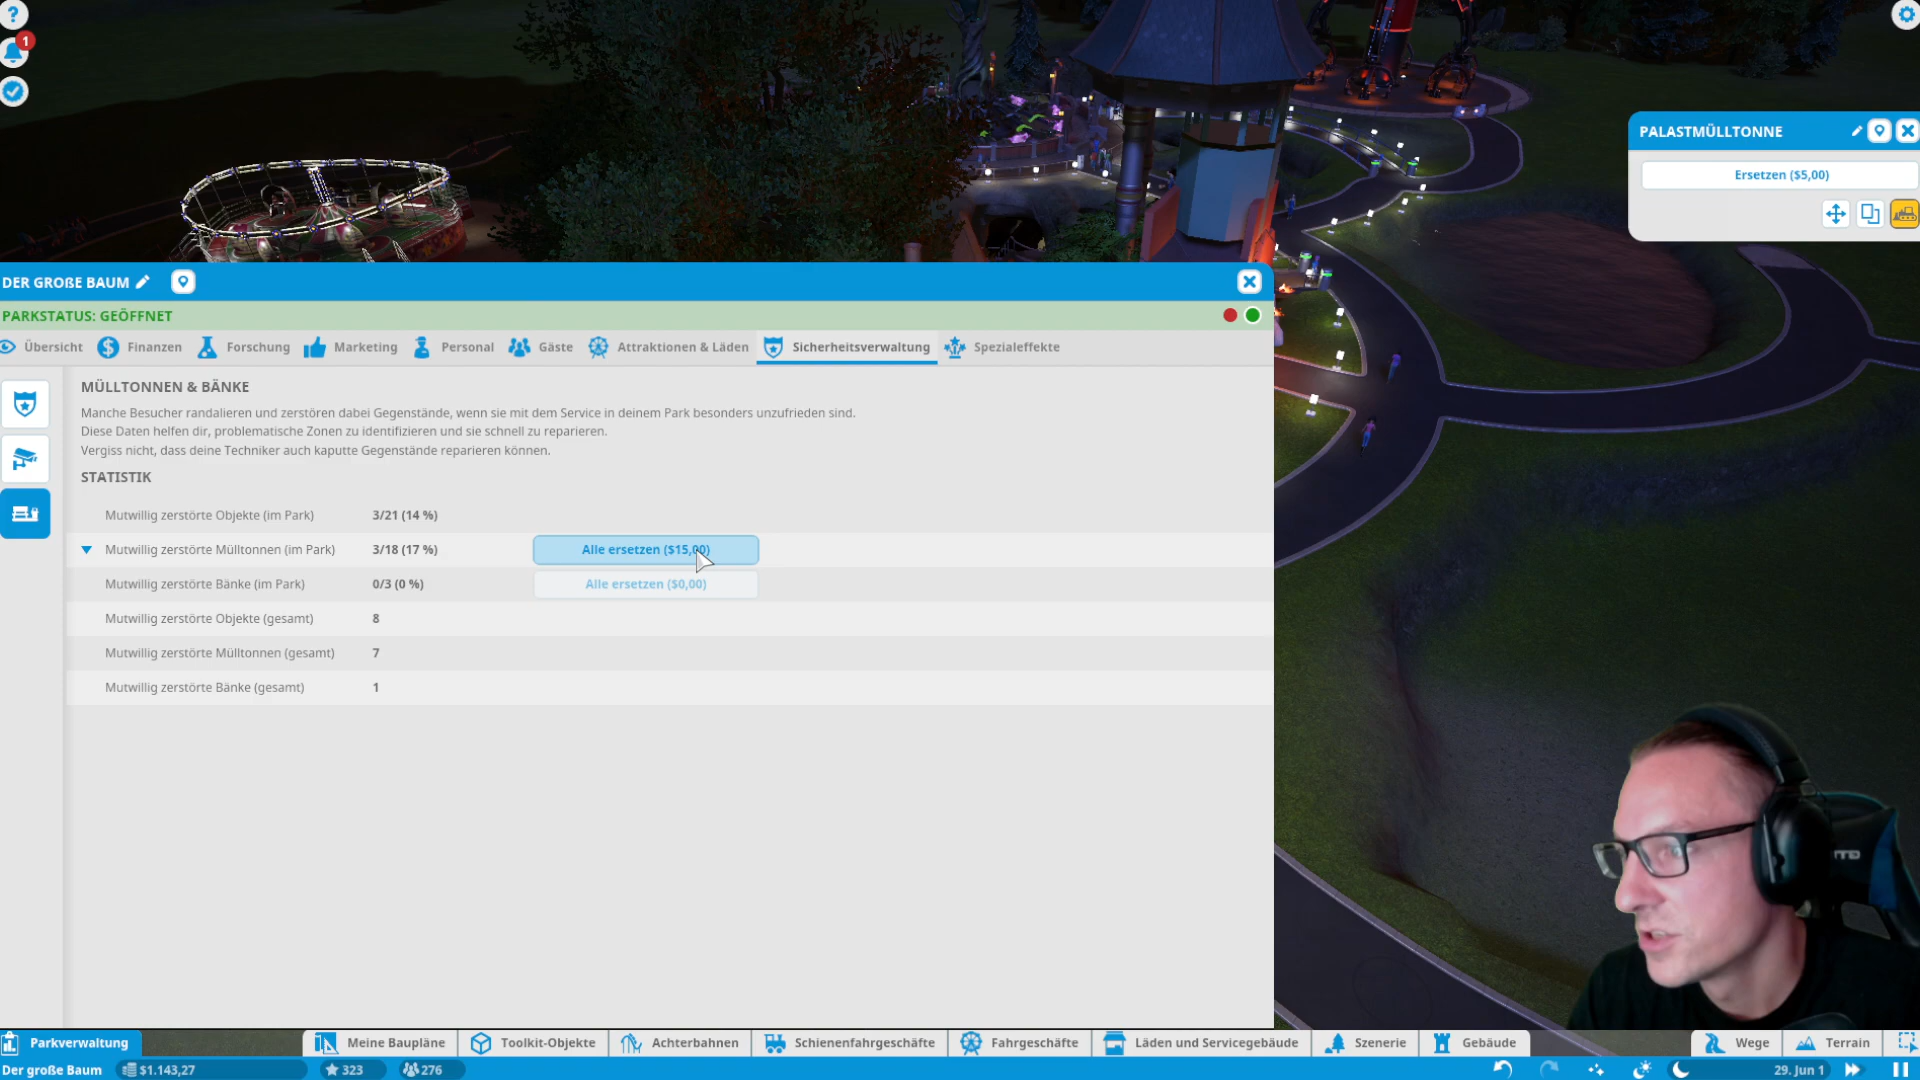 ?
1
PALASTMÜLLTONNE
Ersetzen ($5,00)
DER GROßE BAUM
PARKSTATUS: GEÖFFNET
Übersicht
Finanzen
Forschung
Marketing
Personal
Gäste
Attraktionen & Läden
Sicherheitsverwaltung
Spezialeffekte
MÜLLTONNEN & BÄNKE
Manche Besucher randalieren und zerstören dabei Gegenstände, wenn sie mit dem Service in deinem Park besonders unzufrieden sind.
Diese Daten helfen dir, problematische Zonen zu identifizieren und sie schnell zu reparieren.
Vergiss nicht, dass deine Techniker auch kaputte Gegenstände reparieren können.
STATISTIK
Mutwillig zerstörte Objekte (im Park) 3/21 (14 %)
Mutwillig zerstörte Mülltonnen (im Park) 3/18 (17 %) Alle ersetzen ($15,00)
Mutwillig zerstörte Bänke (im Park) 0/3 (0 %) Alle ersetzen ($0,00)
Mutwillig zerstörte Objekte (gesamt) 8
Mutwillig zerstörte Mülltonnen (gesamt) 7
Mutwillig zerstörte Bänke (gesamt) 1
Parkverwaltung
Meine Baupläne
Toolkit-Objekte
Achterbahnen
Schienenfahrgeschäfte
Fahrgeschäfte
Läden und Servicegebäude
Szenerie
Gebäude
Wege
Terrain
Der große Baum
$1.143,27
323
276
29. Jun 1